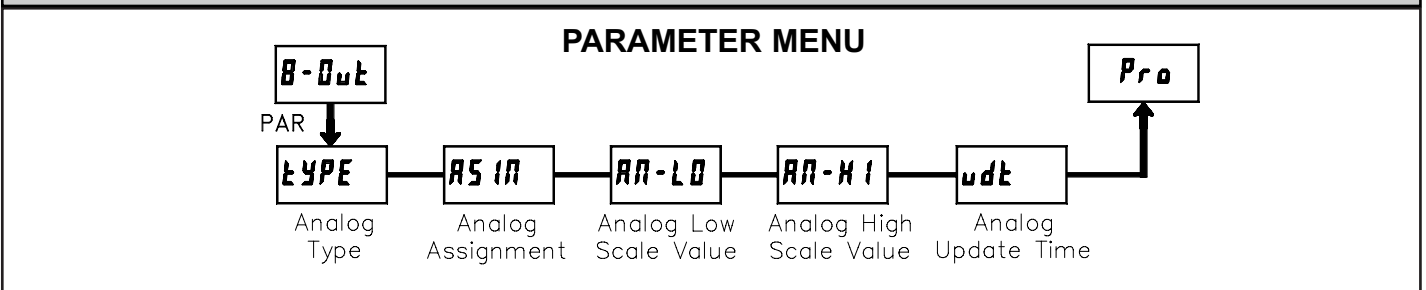 PARAMETER MENU
8-Out
Pro
PAR
tYPE
ASIN
AN-LO
AN-HI
udt
Analog Type
Analog Assignment
Analog Low Scale Value
Analog High Scale Value
Analog Update Time